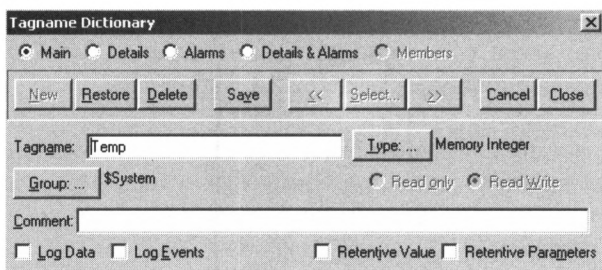 Tagname Dictionary
Main Details Alarms Details & Alarms Members
New Restore Delete Save << Select... >> Cancel Close
Tagname: Temp Type: ... Memory Integer
Group: ... $System Read only Read Write
Comment:
Log Data Log Events Retentive Value Retentive Parameters